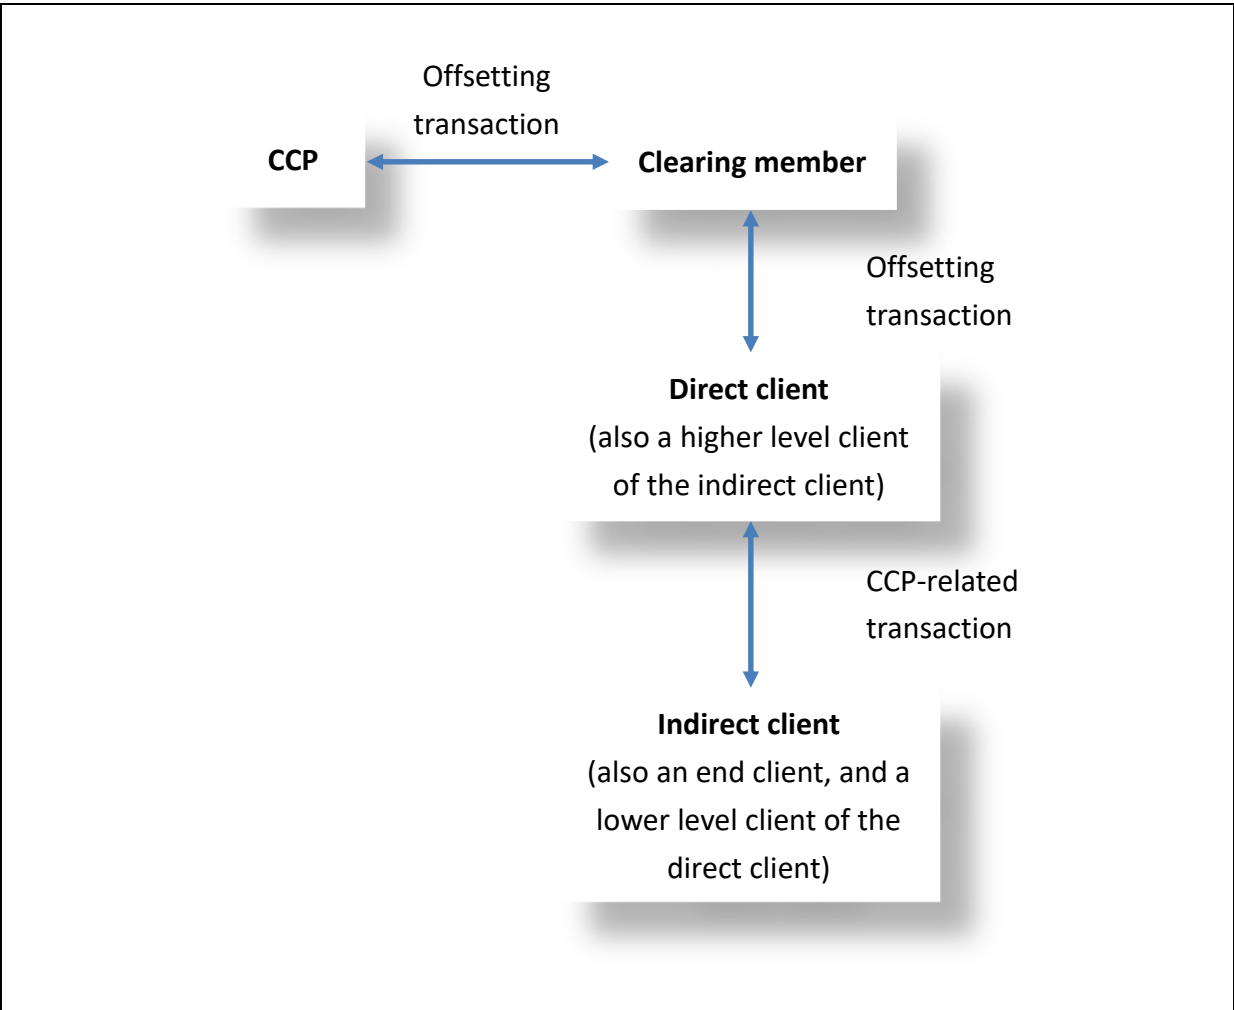 Offsetting
transaction
CCP
Clearing member
Offsetting
transaction
Direct client
(also a higher level client
of the indirect client)
CCP-related
transaction
Indirect client
(also an end client, and a
lower level client of the
direct client)